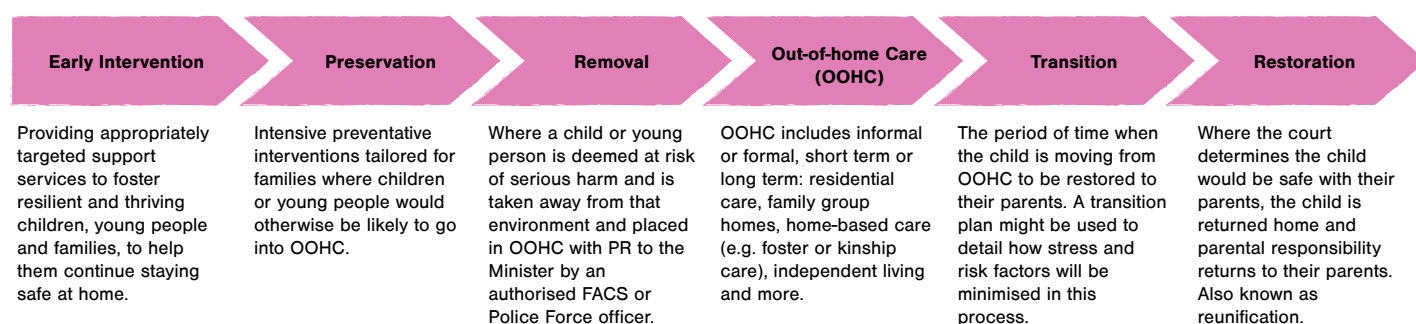 Early Intervention
Preservation
Removal
Out-of-home Care
(OOHC)
Transition
Restoration
Providing appropriately
targeted support
services to foster
resilient and thriving
children, young people
and families, to help
them continue staying
safe at home.
Intensive preventative
interventions tailored for
families where children
or young people would
otherwise be likely to go
into OOHC.
Where a child or young
person is deemed at risk
of serious harm and is
taken away from that
environment and placed
in OOHC with PR to the
Minister by an
authorised FACS or
Police Force officer.
OOHC includes informal
or formal, short term or
long term: residential
care, family group
homes, home-based care
(e.g. foster or kinship
care), independent living
and more.
The period of time when
the child is moving from
OOHC to be restored to
their parents. A transition
plan might be used to
detail how stress and
risk factors will be
minimised in this
process.
Where the court
determines the child
would be safe with their
parents, the child is
returned home and
parental responsibility
returns to their parents.
Also known as
reunification.